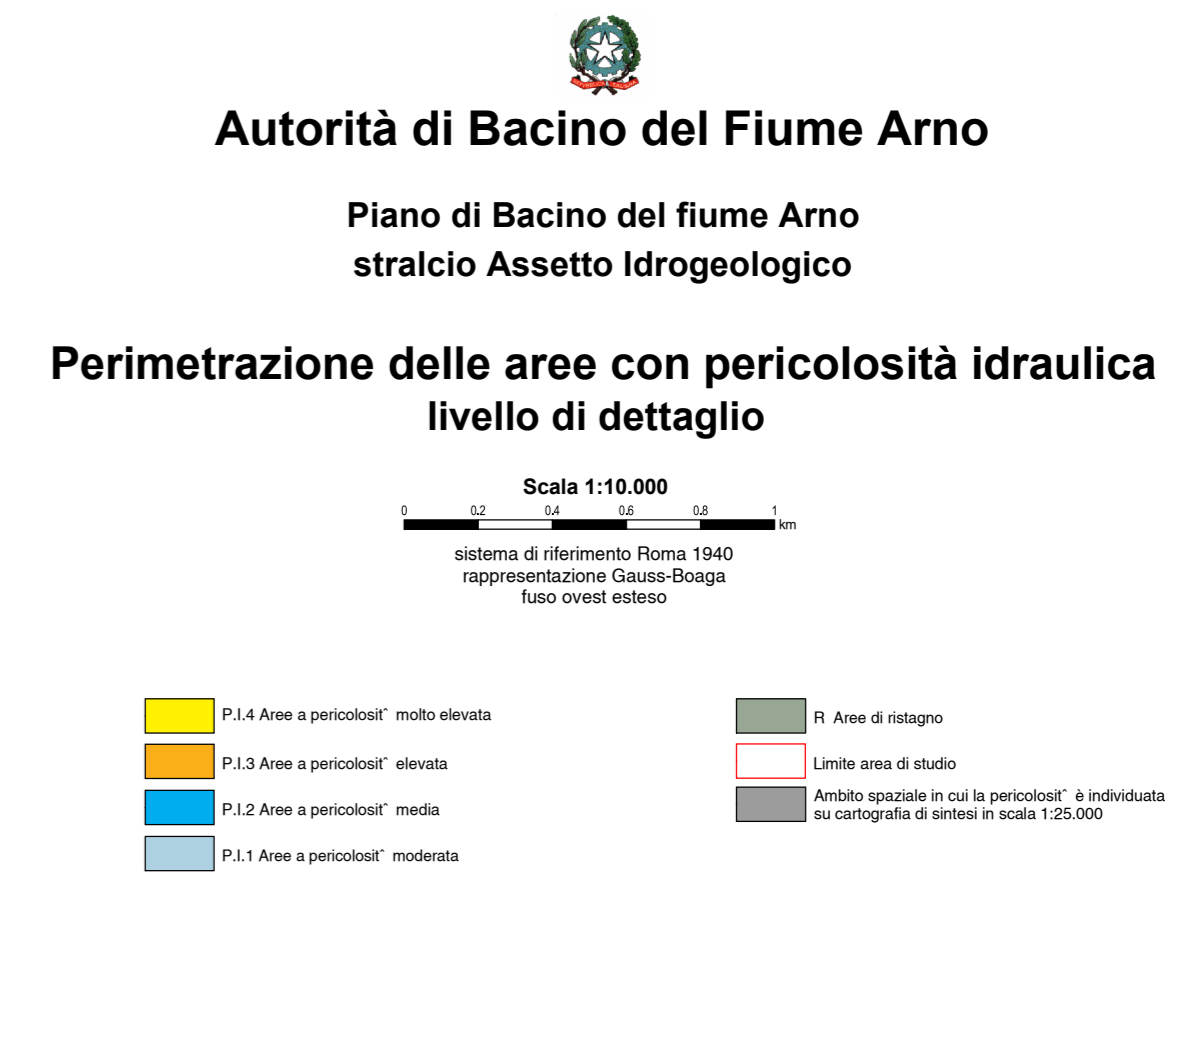 Autorità di Bacino del Fiume Arno
Piano di Bacino del fiume Arno
stralcio Assetto Idrogeologico
Perimetrazione delle aree con pericolosità idraulica
livello di dettaglio
Scala 1:10.000
0 0.2 0.4 0.6 0.8 1
km
sistema di riferimento Roma 1940
rappresentazione Gauss-Boaga
fuso ovest esteso
P.I.4 Aree a pericolositˆ molto elevata
P.I.3 Aree a pericolositˆ elevata
P.I.2 Aree a pericolositˆ media
P.I.1 Aree a pericolositˆ moderata
R Aree di ristagno
Limite area di studio
Ambito spaziale in cui la pericolositˆ è individuata
su cartografia di sintesi in scala 1:25.000